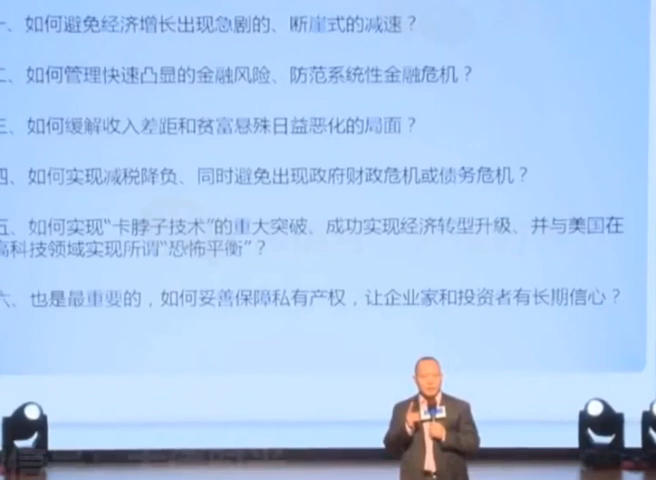 一、如何避免经济增长出现急剧的、断崖式的减速？
二、如何管理快速凸显的金融风险、防范系统性金融危机？
三、如何缓解收入差距和贫富悬殊日益恶化的局面？
四、如何实现减税降负、同时避免出现政府财政危机或债务危机？
五、如何实现“卡脖子技术”的重大突破、成功实现经济转型升级、并与美国在
高科技领域实现所谓“恐怖平衡”？
六、也是最重要的，如何妥善保障私有产权，让企业家和投资者有长期信心？